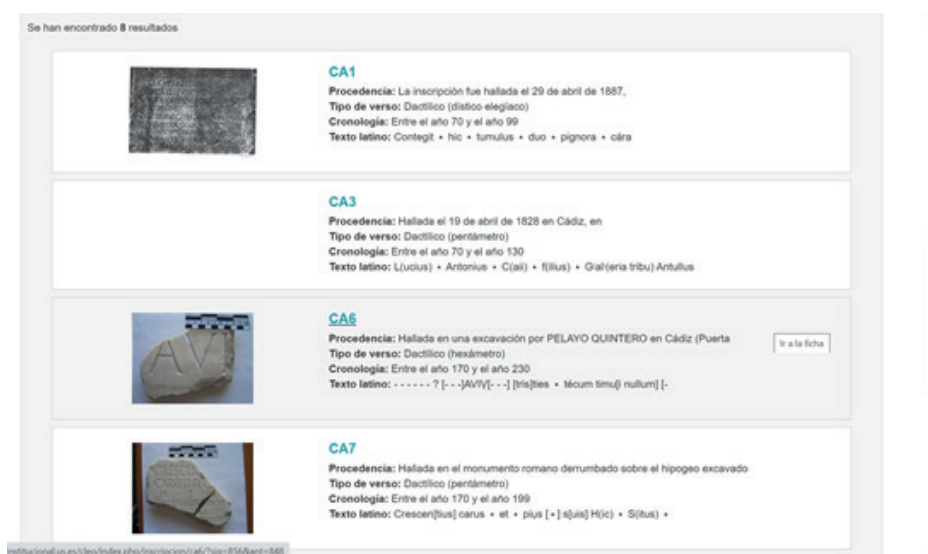 Se han encontrado 8 resultados
CA1
Procedencia: La inscripción fue hallada el 29 de abril de 1887,
Tipo de verso: Dactílico (dístico elegíaco)
Cronología: Entre el año 70 y el año 99
Texto latino: Contegit • hic • tumulus • duo • pignora • cára
CA3
Procedencia: Hallada el 19 de abril de 1828 en Cádiz, en
Tipo de verso: Dactílico (pentámetro)
Cronología: Entre el año 70 y el año 130
Texto latino: L(ucius) • Antonius • C(aii) • f(ilius) • Gal(eria tribu) Antullus
CA6
Procedencia: Hallada en una excavación por PELAYO QUINTERO en Cádiz (Puerta
Ir a la ficha
Tipo de verso: Dactílico (hexámetro)
Cronología: Entre el año 170 y el año 230
Texto latino: - - - - - - ? [- - -]AVIV[- - -] [tris]ties • técum timu[i nullum] [-
AVI
CA7
Procedencia: Hallada en el monumento romano derrumbado sobre el hipogeo excavado
Tipo de verso: Dactílico (pentámetro)
Cronología: Entre el año 170 y el año 199
Texto latino: Crescen[tius] carus • et • pius [•] s[uis] H(ic) • S(itus) •